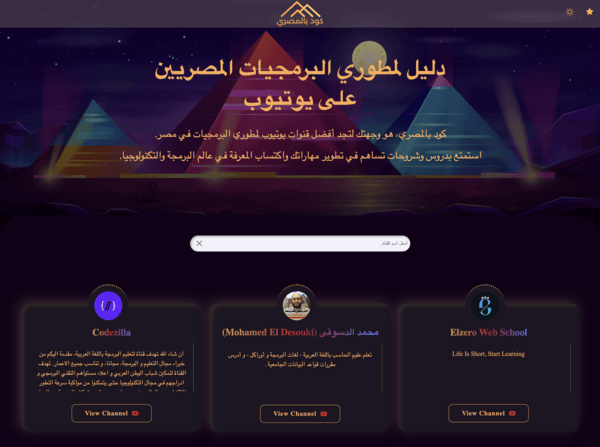 كود بالمصري
دليل لمطوري البرمجيات المصريين
على يوتيوب
كود بالمصري، هو وجهتك لتجد أفضل قنوات يوتيوب لمطوري البرمجيات في مصر.
استمتع بدروس وشروحات تساهم في تطوير مهاراتك واكتساب المعرفة في عالم البرمجة والتكنولوجيا.
أدخل اسم القناة..
Elzero Web School
Life Is Short, Start Learning
View Channel
محمد الدسوقى (Mohamed El Desouki)
تعلم علوم الحاسب باللغة العربية - لغات البرمجة و أوراكل - و أدرس
مقررات قواعد البيانات الجامعية.
View Channel
{//}
Codezilla
ان شاء الله تهدف قناة لتعليم البرمجة باللغة العربية، مقدمة اليكم من
خبراء مجال التعليم و البرمجة، مجانا، و تناسب جميع الاعمار. تهدف
القناة لتمكين شباب الوطن العربي و اعلاء مستواهم التقني البرمجي و
ادراجهم في مجال التكنولوجيا حتى يتمكنوا من مواكبة سرعة التطور
View Channel